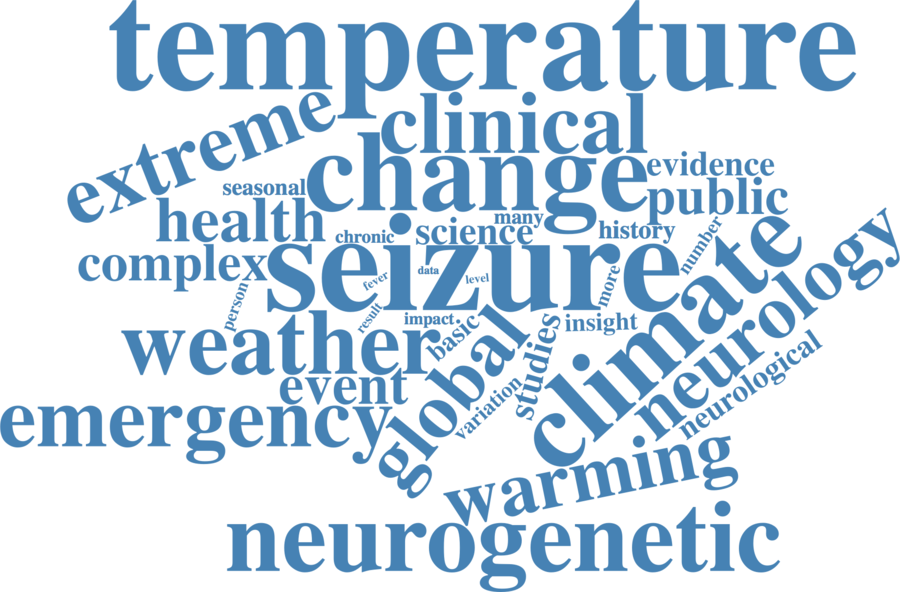 temperature
extreme
clinical
change
evidence
seasonal
public
health
many
chronic
science
history
number
complex
seizure
climate
neurology
fever
data
level
more
person
result
impact
basic
insight
weather
global
studies
event
variation
neurological
emergency
warming
neurogenetic